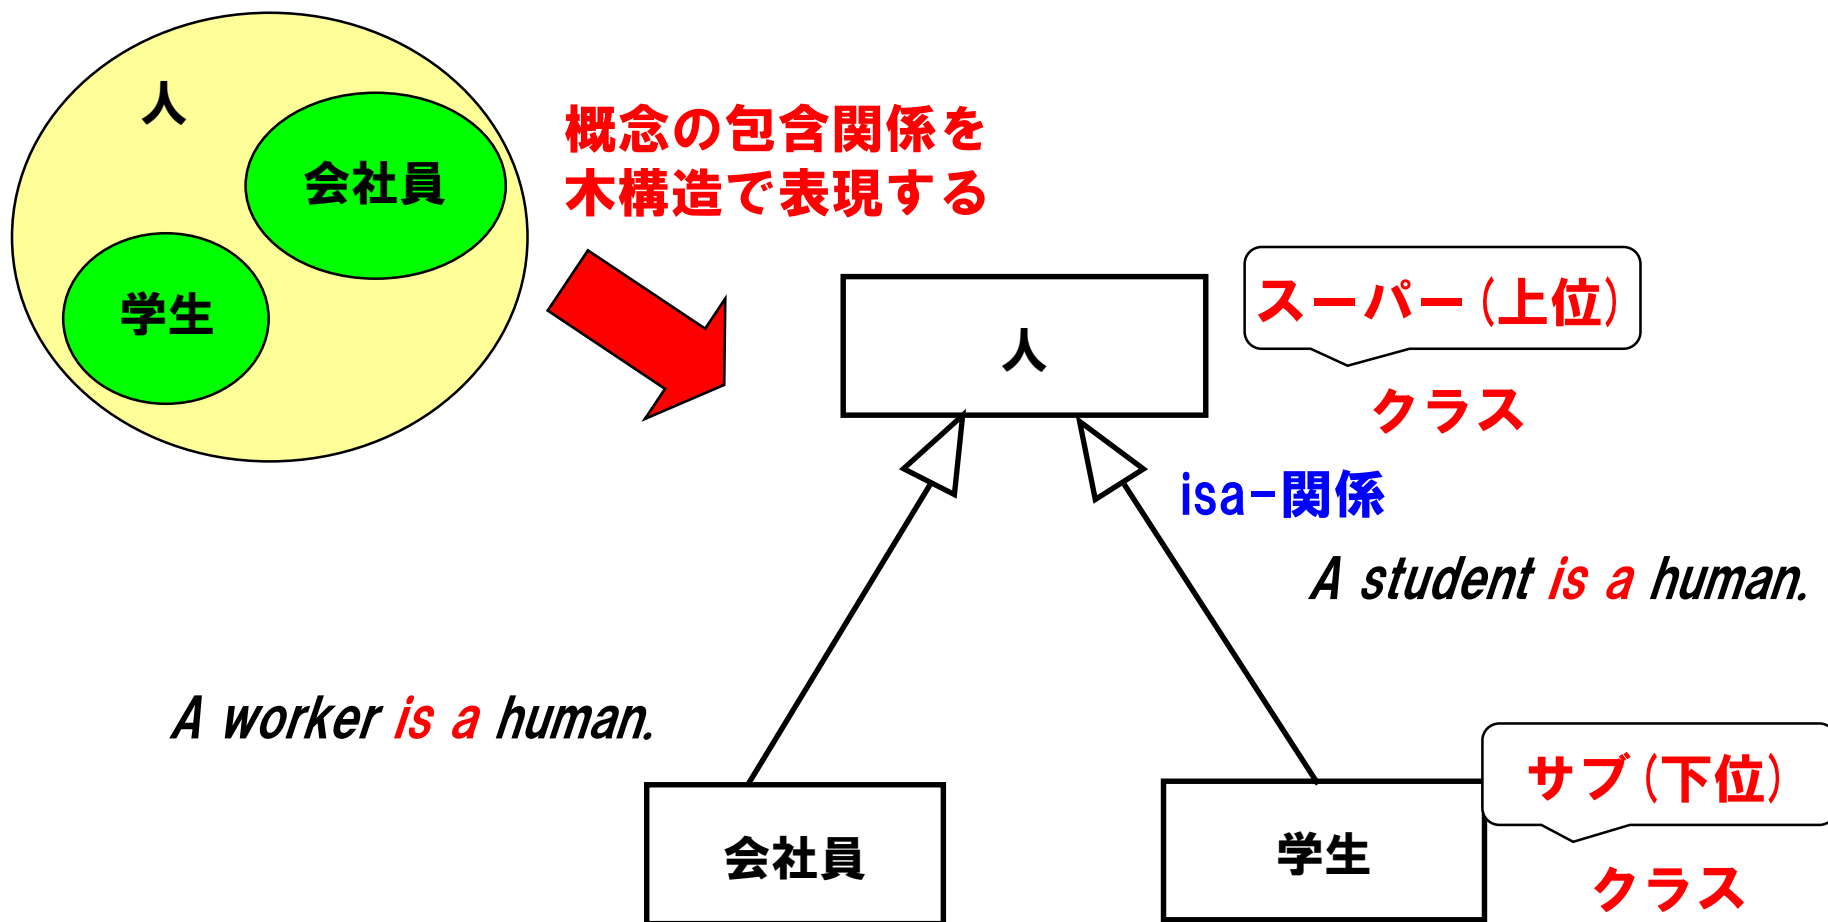 人
会社員
学生
概念の包含関係を
木構造で表現する
人
スーパー(上位)
クラス
isa-関係
A student is a human.
A worker is a human.
会社員
学生
サブ(下位)
クラス